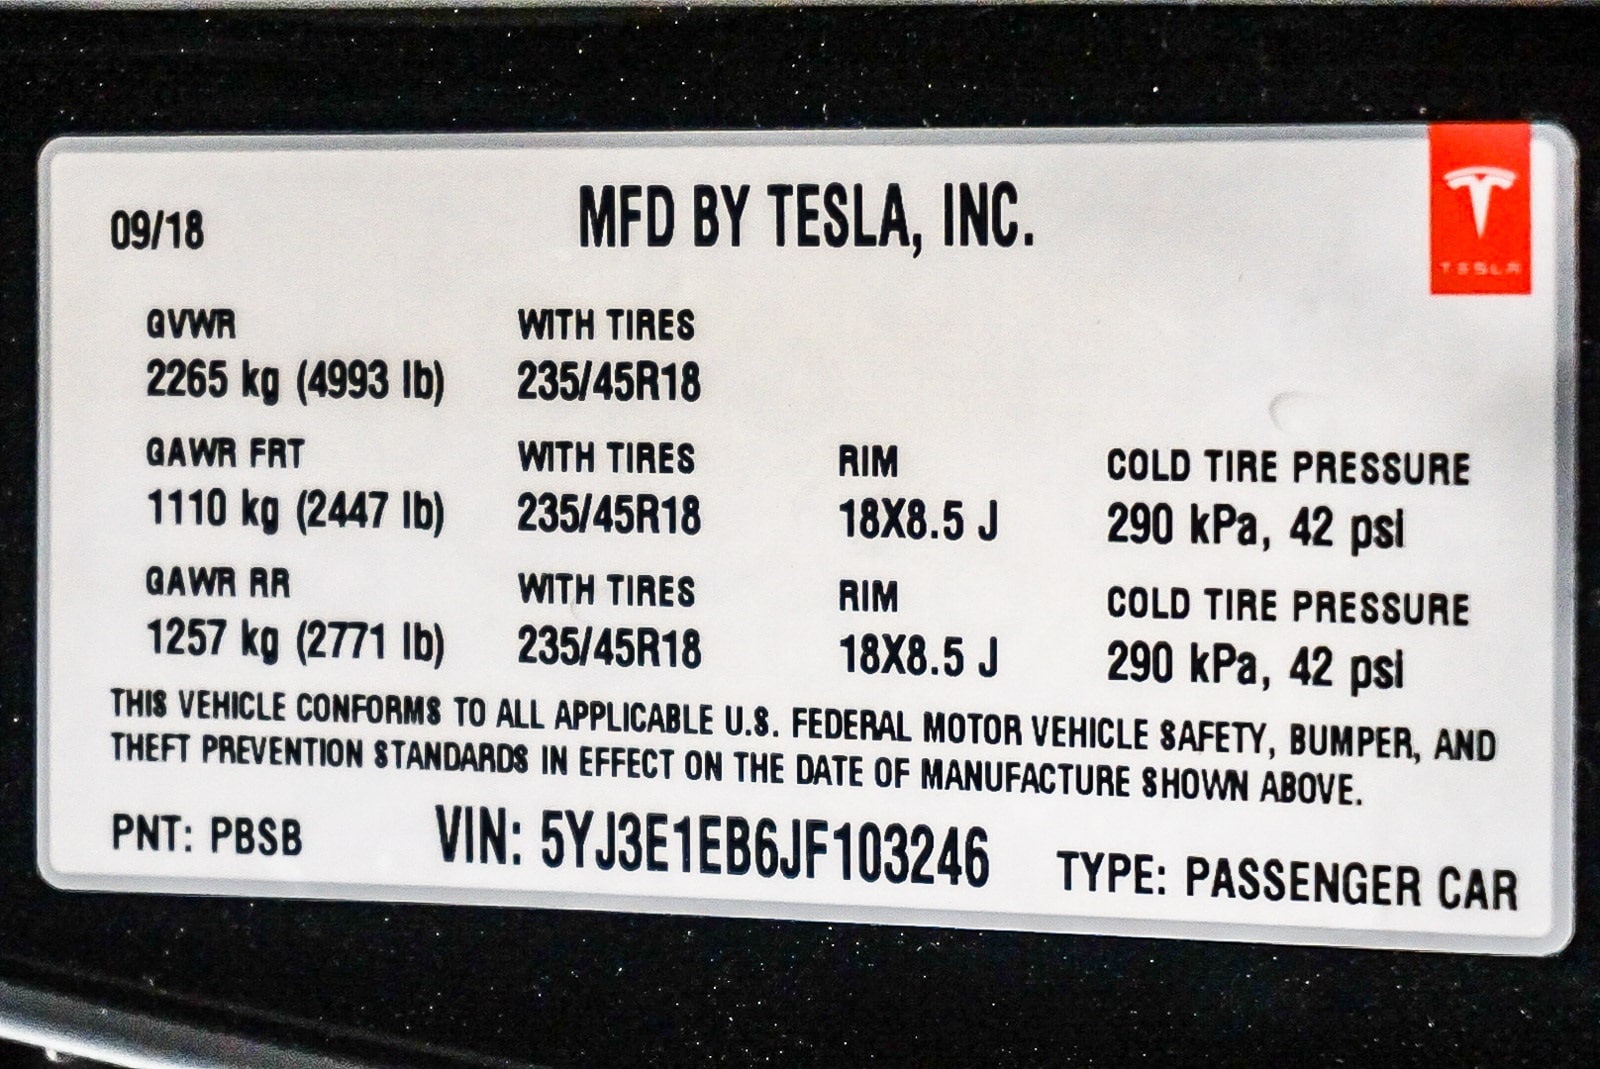 09/18 MFD BY TESLA, INC.
TESLA
GVWR WITH TIRES
2265 kg (4993 lb) 235/45R18
GAWR FRT WITH TIRES RIM COLD TIRE PRESSURE
1110 kg (2447 lb) 235/45R18 18X8.5 J 290 kPa, 42 psi
GAWR RR WITH TIRES RIM COLD TIRE PRESSURE
1257 kg (2771 lb) 235/45R18 18X8.5 J 290 kPa, 42 psi
THIS VEHICLE CONFORMS TO ALL APPLICABLE U.S. FEDERAL MOTOR VEHICLE SAFETY, BUMPER, AND
THEFT PREVENTION STANDARDS IN EFFECT ON THE DATE OF MANUFACTURE SHOWN ABOVE.
PNT: PBSB VIN: 5YJ3E1EB6JF103246 TYPE: PASSENGER CAR